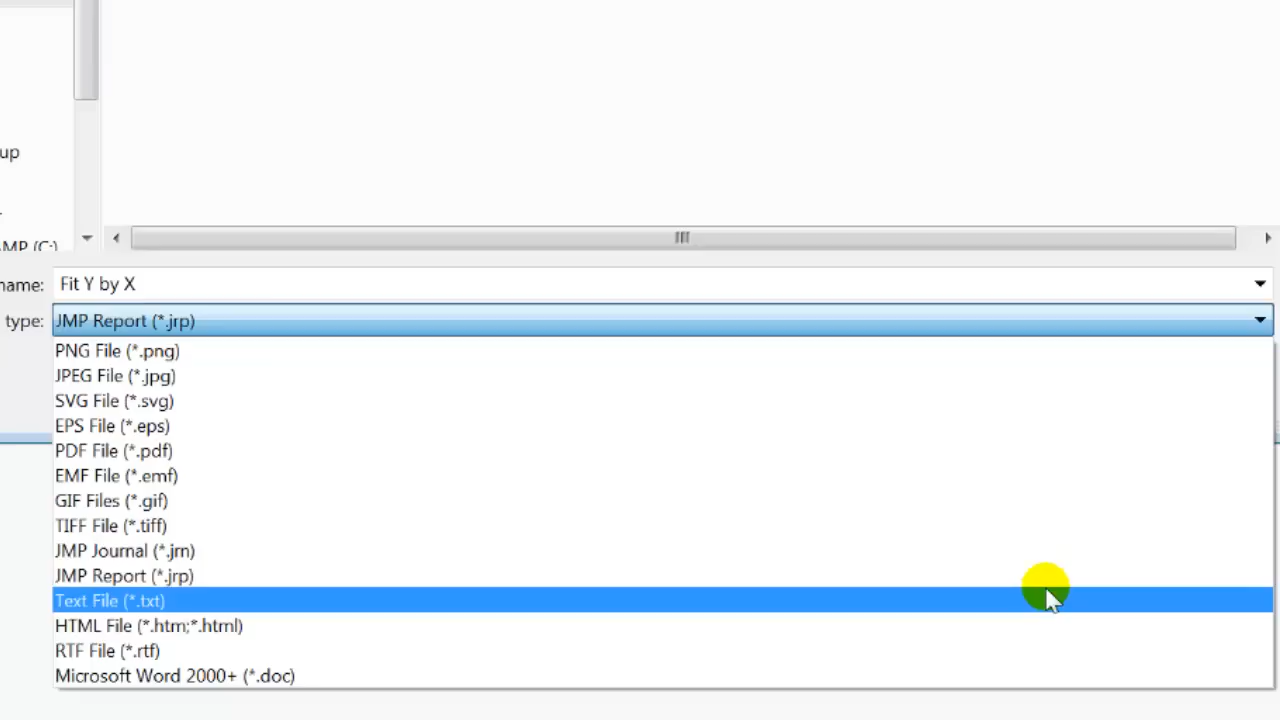 up
AMP (C:)
name:
Fit Y by X
type:
JMP Report (*.jrp)
PNG File (*.png)
JPEG File (*.jpg)
SVG File (*.svg)
EPS File (*.eps)
PDF File (*.pdf)
EMF File (*.emf)
GIF Files (*.gif)
TIFF File (*.tiff)
JMP Journal (*.jrn)
JMP Report (*.jrp)
Text File (*.txt)
HTML File (*.htm;*.html)
RTF File (*.rtf)
Microsoft Word 2000+ (*.doc)